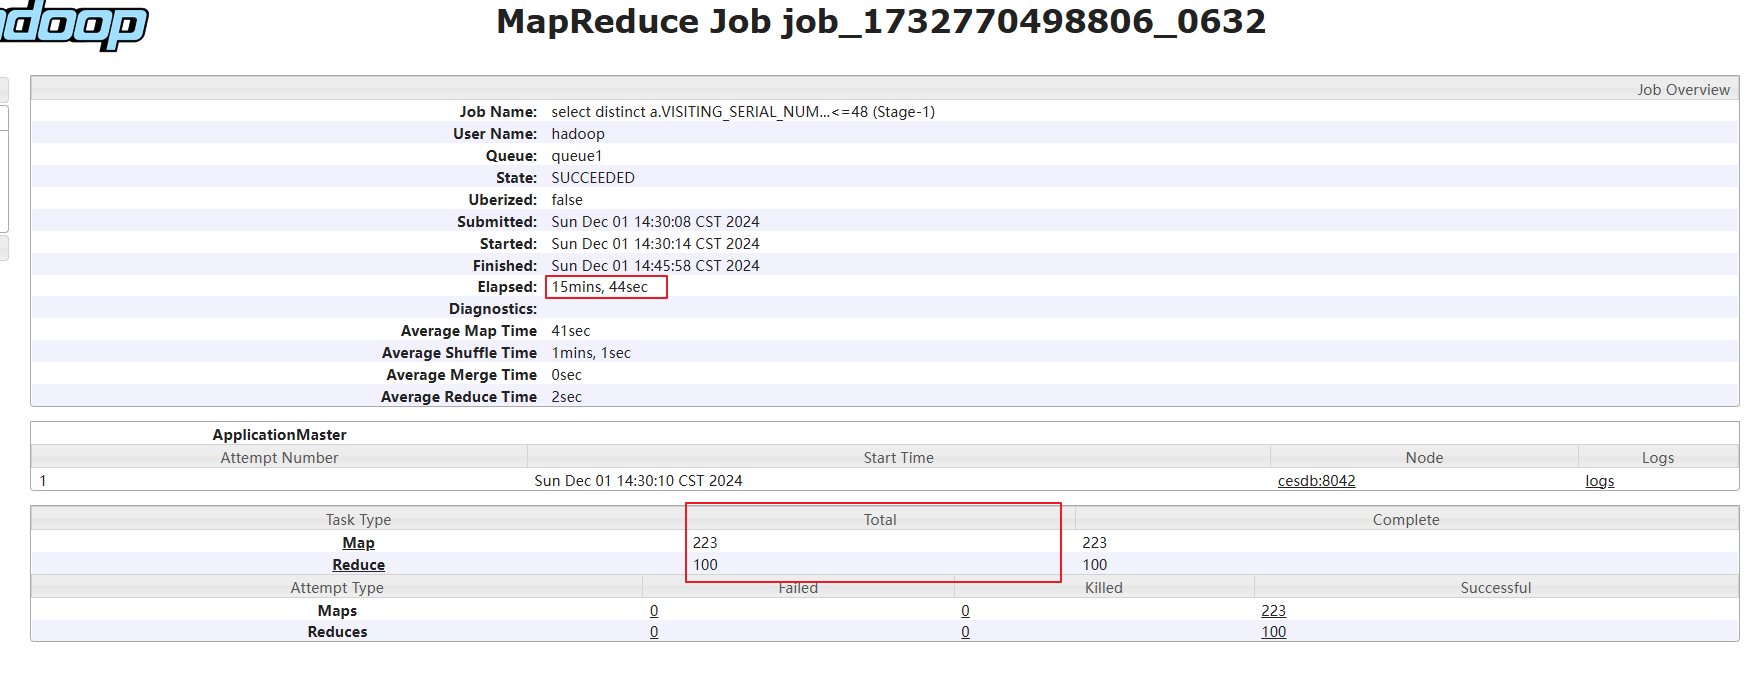 adoop
MapReduce Job job_1732770498806_0632
Job Overview
Job Name: select distinct a.VISITING_SERIAL_NUM...<=48 (Stage-1)
User Name: hadoop
Queue: queue1
State: SUCCEEDED
Uberized: false
Submitted: Sun Dec 01 14:30:08 CST 2024
Started: Sun Dec 01 14:30:14 CST 2024
Finished: Sun Dec 01 14:45:58 CST 2024
Elapsed: 15mins, 44sec
Diagnostics:
Average Map Time 41sec
Average Shuffle Time 1mins, 1sec
Average Merge Time 0sec
Average Reduce Time 2sec
ApplicationMaster
Attempt Number Start Time Node Logs
1 Sun Dec 01 14:30:10 CST 2024 cesdb:8042 logs
Task Type Total Complete
Map 223 223
Reduce 100 100
Attempt Type Failed Killed Successful
Maps 0 0 223
Reduces 0 0 100